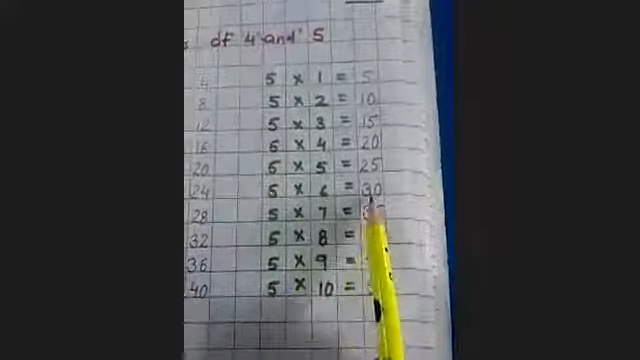 of 4 and 5
4 5 × 1 = 5
8 5 × 2 = 10
12 5 × 3 = 15
16 5 × 4 = 20
20 5 × 5 = 25
24 5 × 6 = 30
28 5 × 7 =
32 5 × 8 =
36 5 × 9 =
40 5 × 10 =